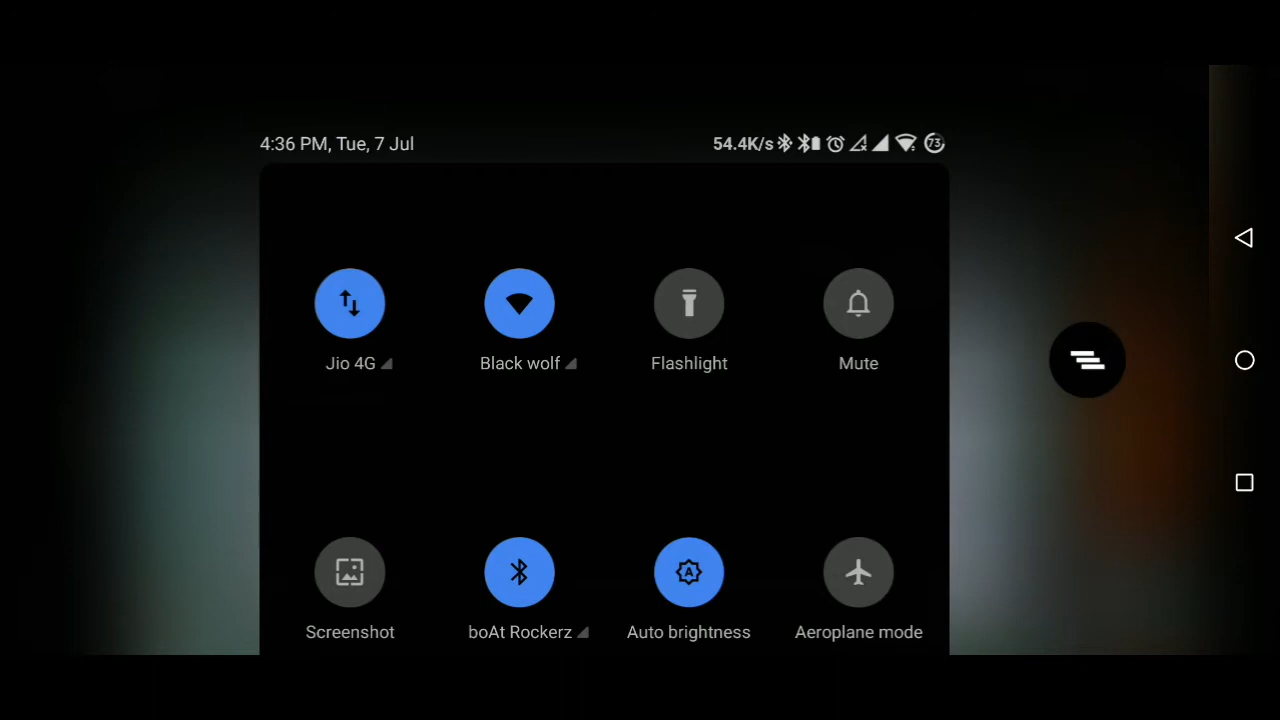 4:36 PM, Tue, 7 Jul 54.4K/s 73
Jio 4G Black wolf Flashlight Mute
A
Screenshot boAt Rockerz Auto brightness Aeroplane mode